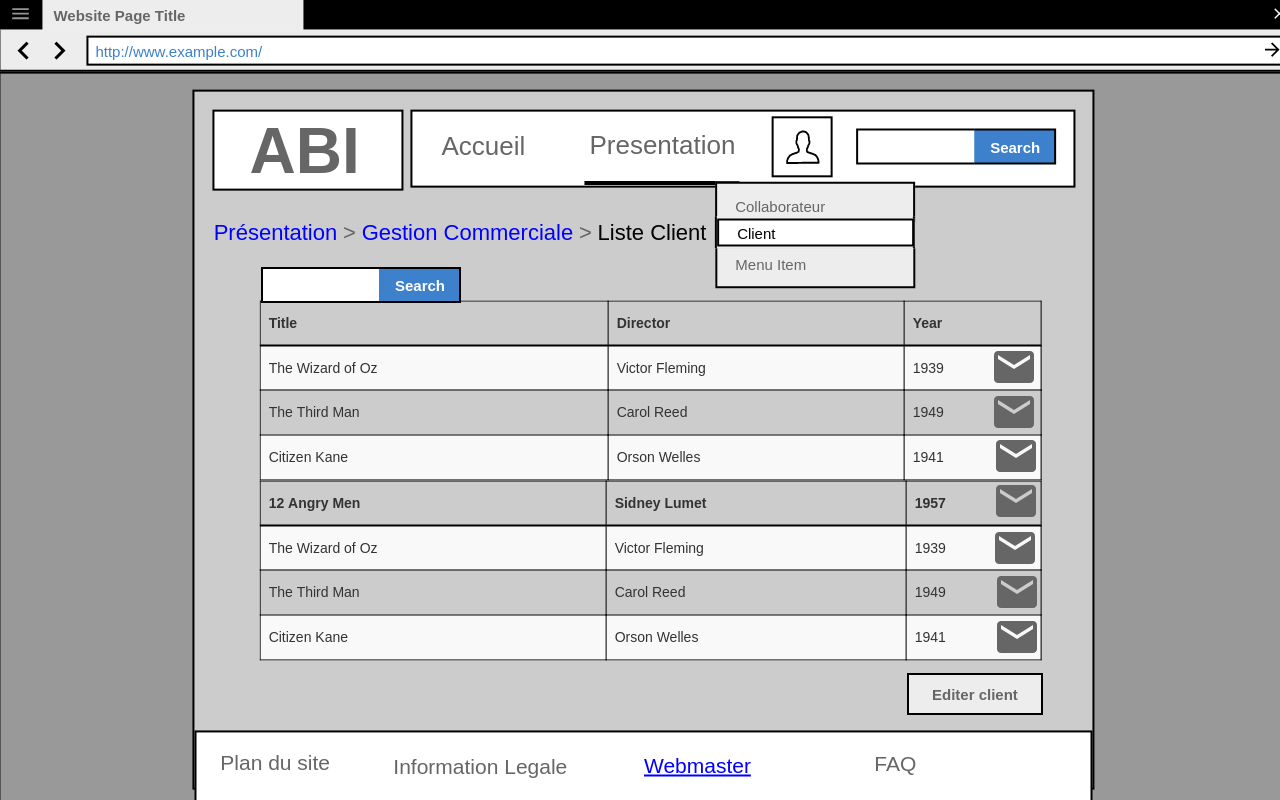 Website Page Title
http://www.example.com/
ABI
Accueil Presentation Search
Collaborateur
Présentation > Gestion Commerciale > Liste Client
Client
Menu Item
Search
Title Director Year
The Wizard of Oz Victor Fleming 1939
The Third Man Carol Reed 1949
Citizen Kane Orson Welles 1941
12 Angry Men Sidney Lumet 1957
The Wizard of Oz Victor Fleming 1939
The Third Man Carol Reed 1949
Citizen Kane Orson Welles 1941
Editer client
Plan du site Information Legale Webmaster FAQ